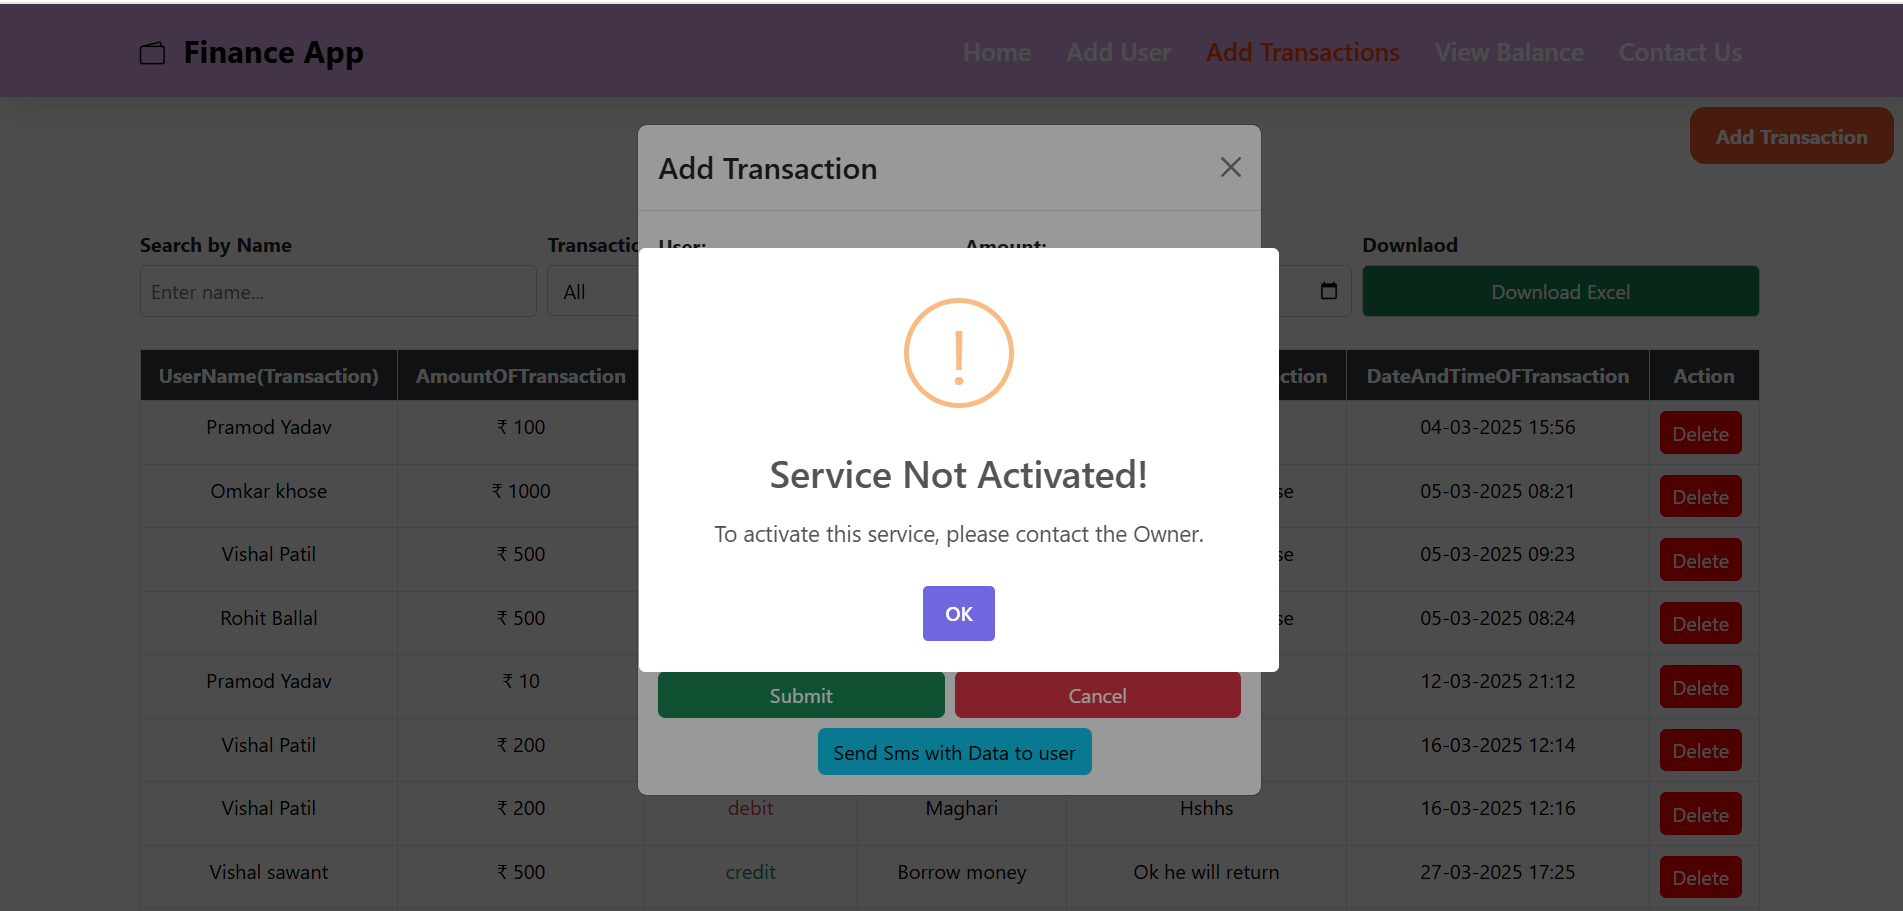 Finance App
Home Add User Add Transactions View Balance Contact Us
Add Transaction
Add Transaction
Search by Name
Enter name...
All
User:
Amount:
Downlaod
Download Excel
Service Not Activated!
To activate this service, please contact the Owner.
OK
Submit Cancel
Send Sms with Data to user
UserName(Transaction) AmountOFTransaction DateAndTimeOFTransaction Action
Pramod Yadav ₹ 100 04-03-2025 15:56 Delete
Omkar khose ₹ 1000 05-03-2025 08:21 Delete
Vishal Patil ₹ 500 05-03-2025 09:23 Delete
Rohit Ballal ₹ 500 05-03-2025 08:24 Delete
Pramod Yadav ₹ 10 12-03-2025 21:12 Delete
Vishal Patil ₹ 200 16-03-2025 12:14 Delete
Vishal Patil ₹ 200 debit Maghari Hshhs 16-03-2025 12:16 Delete
Vishal sawant ₹ 500 credit Borrow money Ok he will return 27-03-2025 17:25 Delete